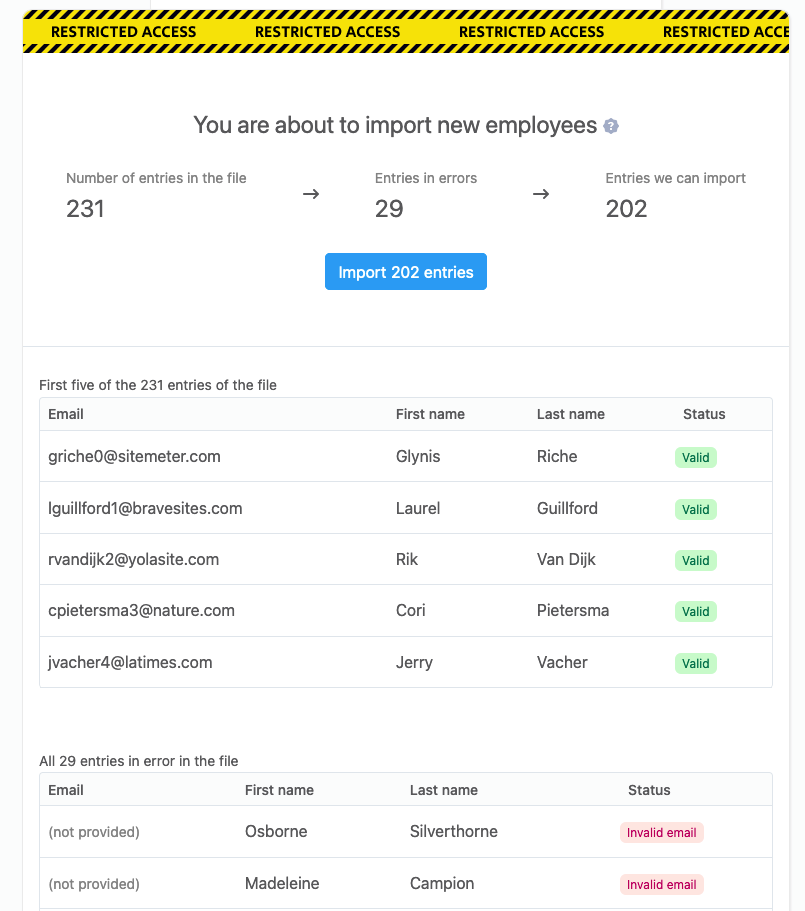 RESTRICTED ACCESS RESTRICTED ACCESS RESTRICTED ACCESS RESTRICTED ACCE
You are about to import new employees ?
Number of entries in the file → Entries in errors → Entries we can import
231 29 202
Import 202 entries
First five of the 231 entries of the file
Email First name Last name Status
griche0@sitemeter.com Glynis Riche Valid
lguillford1@bravesites.com Laurel Guillford Valid
rvandijk2@yolasite.com Rik Van Dijk Valid
cpietersma3@nature.com Cori Pietersma Valid
jvacher4@latimes.com Jerry Vacher Valid
All 29 entries in error in the file
Email First name Last name Status
(not provided) Osborne Silverthorne Invalid email
(not provided) Madeleine Campion Invalid email